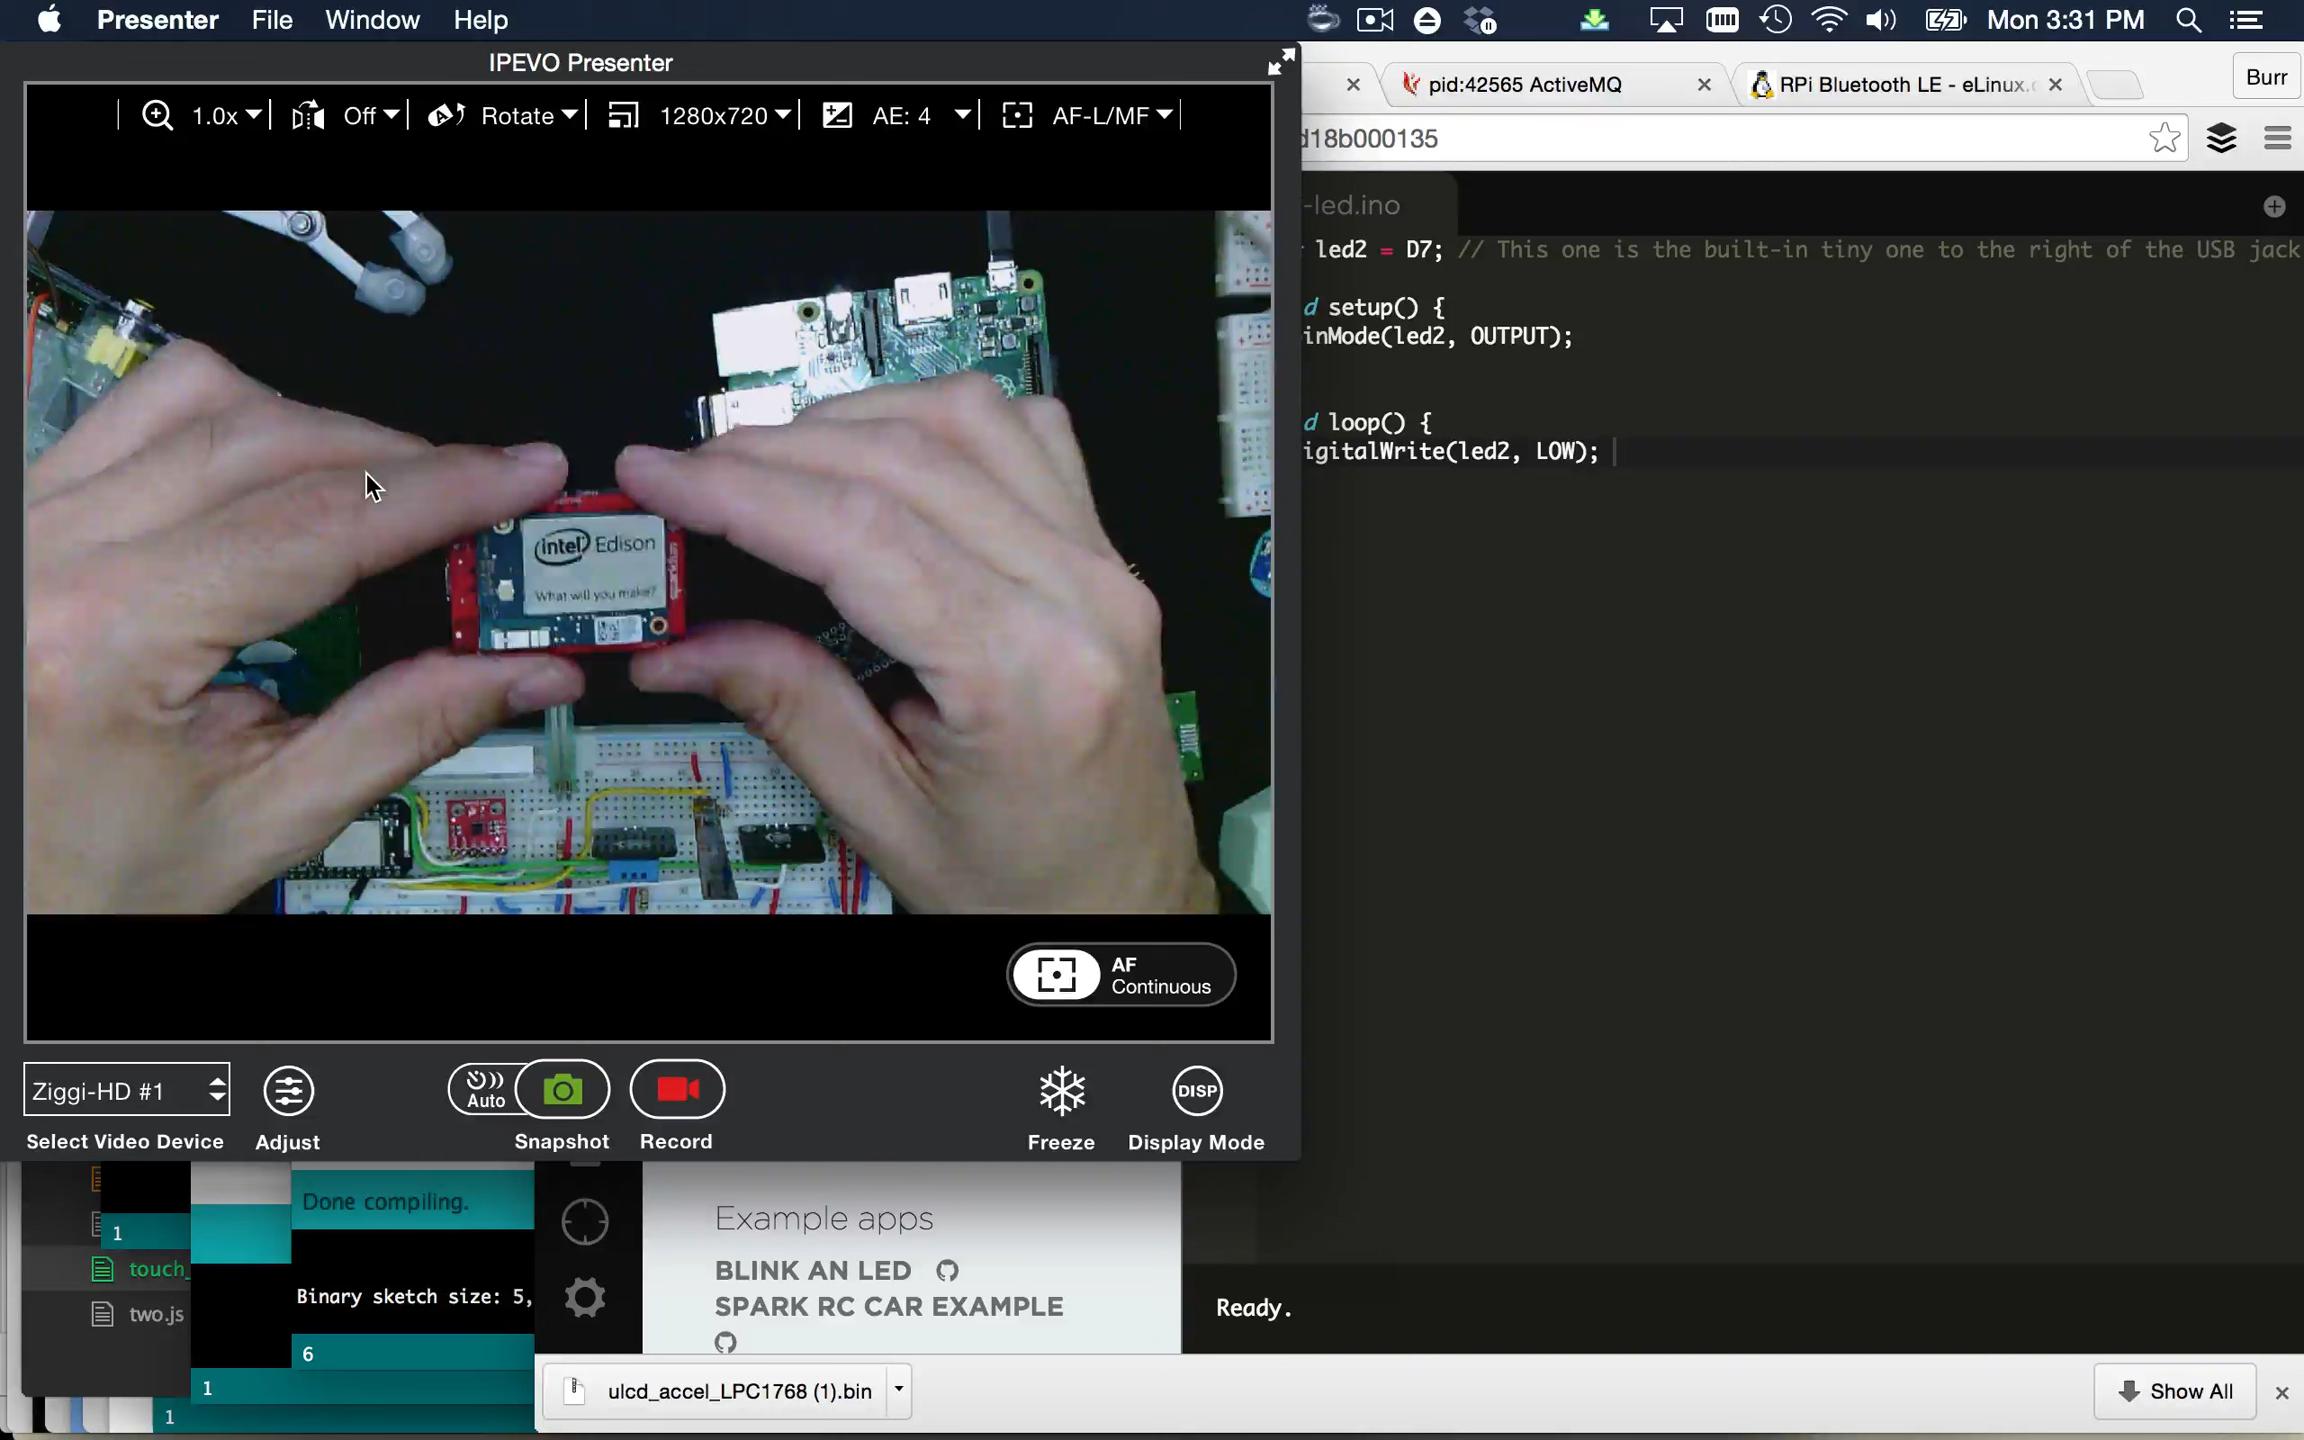 Presenter File Window Help
Mon 3:31 PM
IPEVO Presenter
1.0x Off Rotate 1280x720 AE: 4 AF-L/MF
pid:42565 ActiveMQ
RPi Bluetooth LE - eLinux.
Burr
d18b000135
-led.ino
led2 = D7; // This one is the built-in tiny one to the right of the USB jack
d setup() {
inMode(led2, OUTPUT);
d loop() {
igitalWrite(led2, LOW);
intel Edison
What will you make?
AF
Continuous
Ziggi-HD #1
Auto
DISP
Select Video Device Adjust Snapshot Record Freeze Display Mode
Done compiling.
1
touch_
two.js
Binary sketch size: 5,
6
1
1
Example apps
BLINK AN LED
SPARK RC CAR EXAMPLE
Ready.
ulcd_accel_LPC1768 (1).bin
Show All